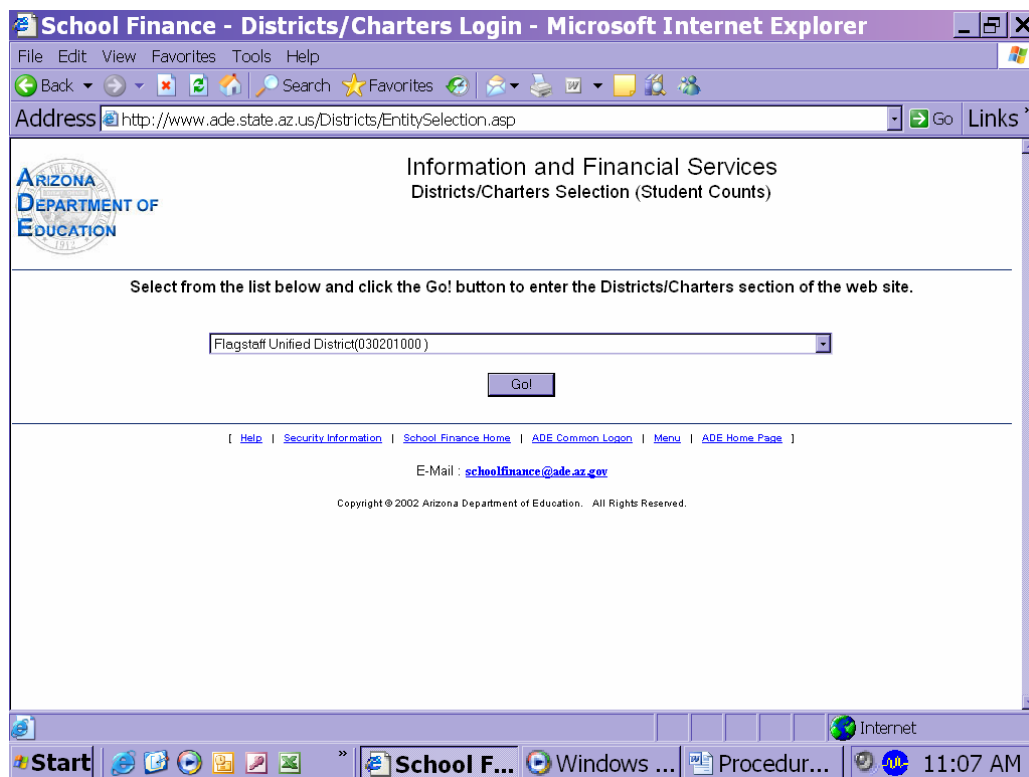 School Finance - Districts/Charters Login - Microsoft Internet Explorer
File Edit View Favorites Tools Help
Back Search Favorites
Address http://www.ade.state.az.us/Districts/EntitySelection.asp Go Links
ARIZONA
DEPARTMENT OF
EDUCATION
1912
Information and Financial Services
Districts/Charters Selection (Student Counts)
Select from the list below and click the Go! button to enter the Districts/Charters section of the web site.
Flagstaff Unified District(030201000 )
Go!
[ Help | Security Information | School Finance Home | ADE Common Logon | Menu | ADE Home Page ]
E-Mail : schoolfinance@ade.az.gov
Copyright © 2002 Arizona Department of Education. All Rights Reserved.
Internet
Start » School F... Windows ... Procedur... 11:07 AM